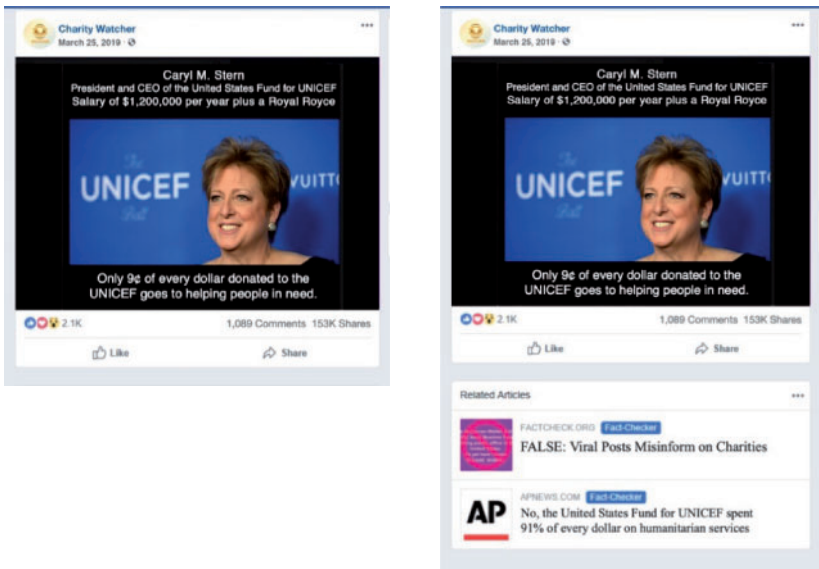 Charity Watcher
March 25, 2019
Caryl M. Stern
President and CEO of the United States Fund for UNICEF
Salary of $1,200,000 per year plus a Royal Royce
The
UNICEF
Ball
VUITT
Only 9¢ of every dollar donated to the
UNICEF goes to helping people in need.
2.1K 1,089 Comments 153K Shares
Like Share
Charity Watcher
March 25, 2019
Caryl M. Stern
President and CEO of the United States Fund for UNICEF
Salary of $1,200,000 per year plus a Royal Royce
The
UNICEF
Ball
VUITT
Only 9¢ of every dollar donated to the
UNICEF goes to helping people in need.
2.1K 1,089 Comments 153K Shares
Like Share
Related Articles
FACTCHECK.ORG Fact-Checker
FALSE: Viral Posts Misinform on Charities
AP
APNEWS.COM Fact-Checker
No, the United States Fund for UNICEF spent
91% of every dollar on humanitarian services